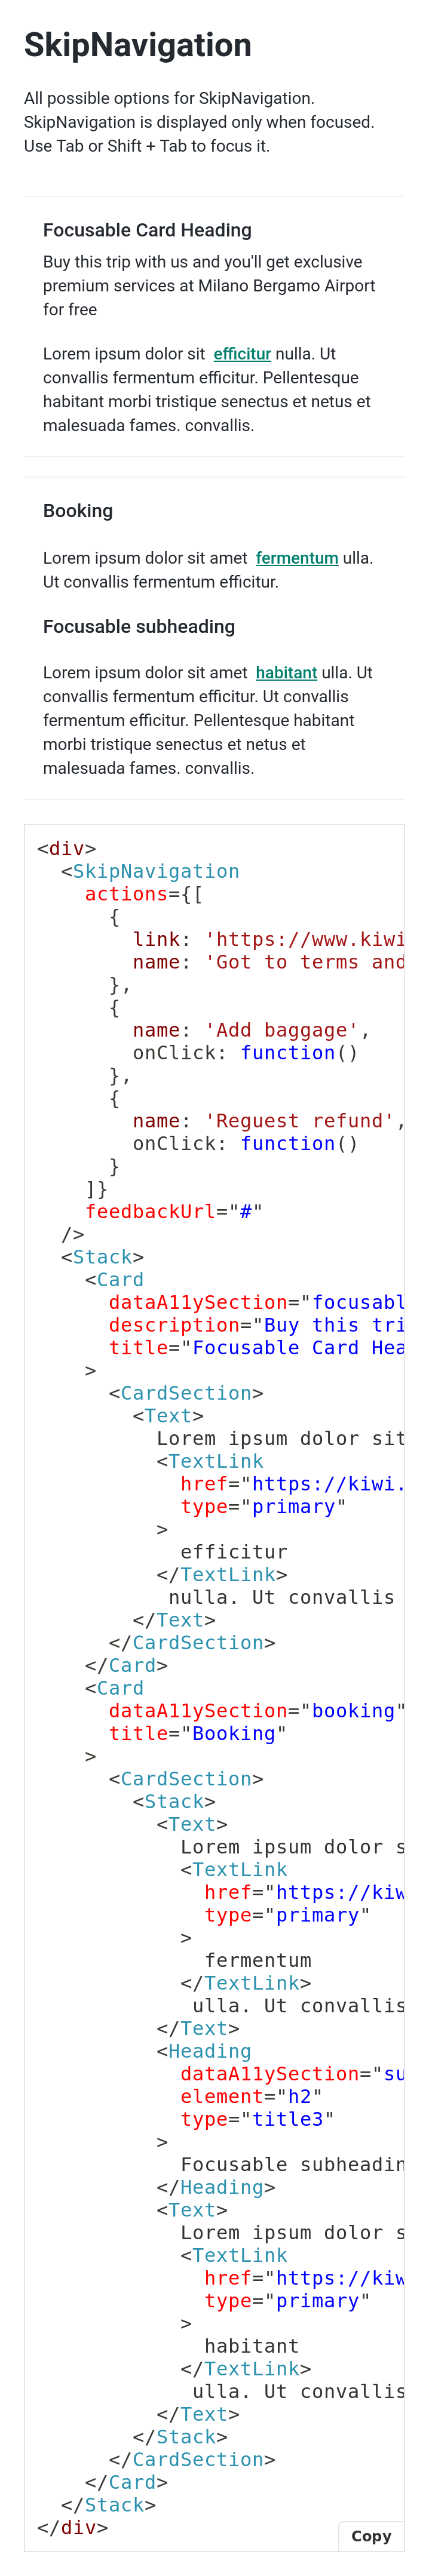 SkipNavigation
All possible options for SkipNavigation.
SkipNavigation is displayed only when focused.
Use Tab or Shift + Tab to focus it.
Focusable Card Heading
Buy this trip with us and you'll get exclusive
premium services at Milano Bergamo Airport
for free
Lorem ipsum dolor sit efficitur nulla. Ut
convallis fermentum efficitur. Pellentesque
habitant morbi tristique senectus et netus et
malesuada fames. convallis.
Booking
Lorem ipsum dolor sit amet fermentum ulla.
Ut convallis fermentum efficitur.
Focusable subheading
Lorem ipsum dolor sit amet habitant ulla. Ut
convallis fermentum efficitur. Ut convallis
fermentum efficitur. Pellentesque habitant
morbi tristique senectus et netus et
malesuada fames. convallis.
<div>
  <SkipNavigation
    actions={[
      {
        link: 'https://www.kiwi
        name: 'Got to terms and
      },
      {
        name: 'Add baggage',
        onClick: function()
      },
      {
        name: 'Reguest refund',
        onClick: function()
      }
    ]}
    feedbackUrl="#"
  />
  <Stack>
    <Card
      dataA11ySection="focusabl
      description="Buy this tri
      title="Focusable Card Hea
    >
      <CardSection>
        <Text>
          Lorem ipsum dolor sit
          <TextLink
            href="https://kiwi.
            type="primary"
          >
            efficitur
          </TextLink>
           nulla. Ut convallis
        </Text>
      </CardSection>
    </Card>
    <Card
      dataA11ySection="booking"
      title="Booking"
    >
      <CardSection>
        <Stack>
          <Text>
            Lorem ipsum dolor s
            <TextLink
              href="https://kiw
              type="primary"
            >
              fermentum
            </TextLink>
             ulla. Ut convallis
          </Text>
          <Heading
            dataA11ySection="su
            element="h2"
            type="title3"
          >
            Focusable subheadin
          </Heading>
          <Text>
            Lorem ipsum dolor s
            <TextLink
              href="https://kiw
              type="primary"
            >
              habitant
            </TextLink>
             ulla. Ut convallis
          </Text>
        </Stack>
      </CardSection>
    </Card>
  </Stack>
</div>
Copy